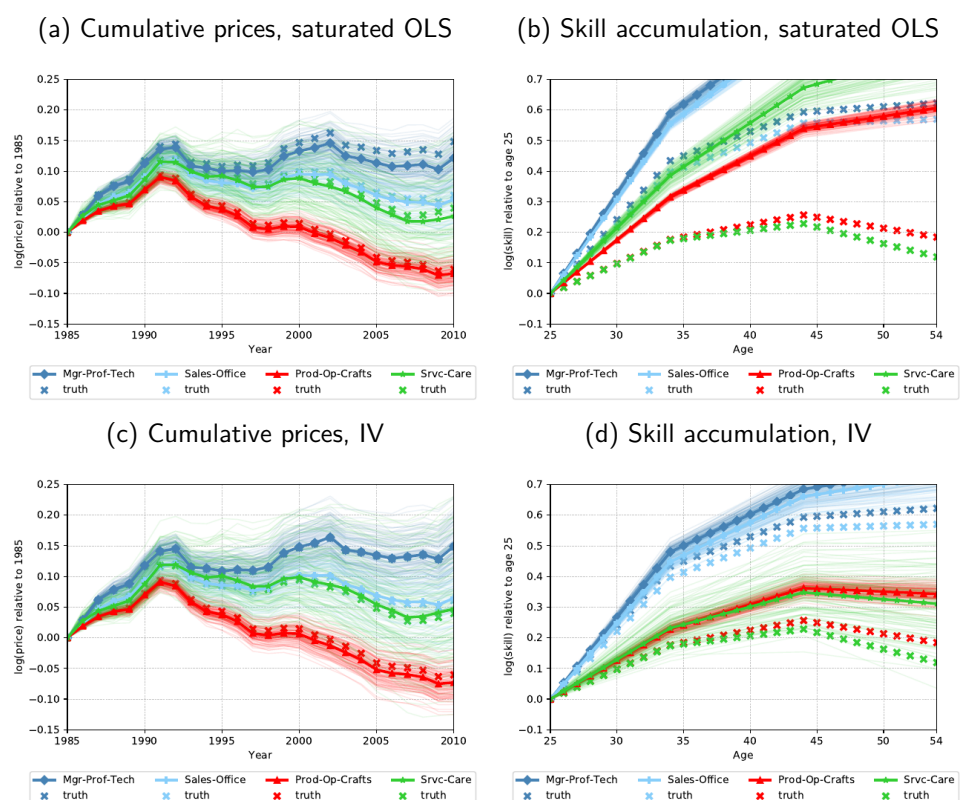 (a) Cumulative prices, saturated OLS
(b) Skill accumulation, saturated OLS
log(price) relative to 1985
0.25
0.20
0.15
0.10
0.05
0.00
−0.05
−0.10
−0.15
1985 1990 1995 2000 2005 2010
Year
Mgr-Prof-Tech Sales-Office Prod-Op-Crafts Srvc-Care
truth truth truth truth
log(skill) relative to age 25
0.7
0.6
0.5
0.4
0.3
0.2
0.1
0.0
−0.1
25 30 35 40 45 50 54
Age
Mgr-Prof-Tech Sales-Office Prod-Op-Crafts Srvc-Care
truth truth truth truth
(c) Cumulative prices, IV
(d) Skill accumulation, IV
log(price) relative to 1985
0.25
0.20
0.15
0.10
0.05
0.00
−0.05
−0.10
−0.15
1985 1990 1995 2000 2005 2010
Year
Mgr-Prof-Tech Sales-Office Prod-Op-Crafts Srvc-Care
truth truth truth truth
log(skill) relative to age 25
0.7
0.6
0.5
0.4
0.3
0.2
0.1
0.0
−0.1
25 30 35 40 45 50 54
Age
Mgr-Prof-Tech Sales-Office Prod-Op-Crafts Srvc-Care
truth truth truth truth